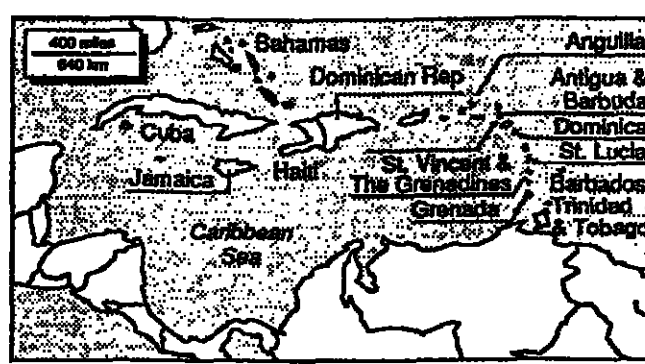 400 miles
640 km
Bahamas
Anguilla
Dominican Rep
Antigua &
Barbuda
Cuba
Dominica
Haiti
St. Vincent &
St. Lucia
Jamaica
The Grenedines
Barbados
Grenada
Trinidad
& Tobago
Caribbean
Sea